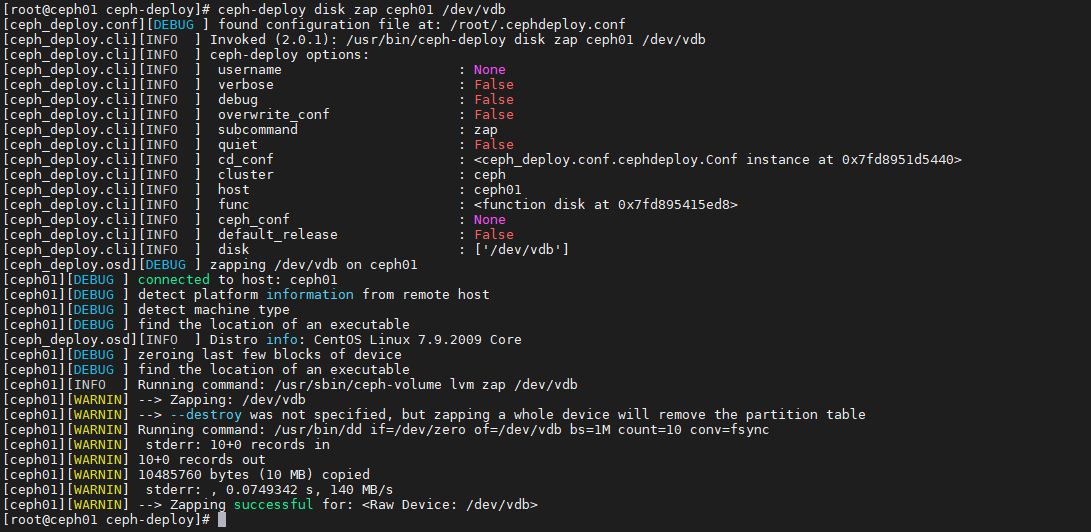 [root@ceph01 ceph-deploy]# ceph-deploy disk zap ceph01 /dev/vdb
[ceph_deploy.conf][DEBUG ] found configuration file at: /root/.cephdeploy.conf
[ceph_deploy.cli][INFO  ] Invoked (2.0.1): /usr/bin/ceph-deploy disk zap ceph01 /dev/vdb
[ceph_deploy.cli][INFO  ] ceph-deploy options:
[ceph_deploy.cli][INFO  ]  username                      : None
[ceph_deploy.cli][INFO  ]  verbose                       : False
[ceph_deploy.cli][INFO  ]  debug                         : False
[ceph_deploy.cli][INFO  ]  overwrite_conf                : False
[ceph_deploy.cli][INFO  ]  subcommand                    : zap
[ceph_deploy.cli][INFO  ]  quiet                         : False
[ceph_deploy.cli][INFO  ]  cd_conf                       : <ceph_deploy.conf.cephdeploy.Conf instance at 0x7fd8951d5440>
[ceph_deploy.cli][INFO  ]  cluster                       : ceph
[ceph_deploy.cli][INFO  ]  host                          : ceph01
[ceph_deploy.cli][INFO  ]  func                          : <function disk at 0x7fd895415ed8>
[ceph_deploy.cli][INFO  ]  ceph_conf                     : None
[ceph_deploy.cli][INFO  ]  default_release               : False
[ceph_deploy.cli][INFO  ]  disk                          : ['/dev/vdb']
[ceph_deploy.osd][DEBUG ] zapping /dev/vdb on ceph01
[ceph01][DEBUG ] connected to host: ceph01
[ceph01][DEBUG ] detect platform information from remote host
[ceph01][DEBUG ] detect machine type
[ceph01][DEBUG ] find the location of an executable
[ceph_deploy.osd][INFO  ] Distro info: CentOS Linux 7.9.2009 Core
[ceph01][DEBUG ] zeroing last few blocks of device
[ceph01][DEBUG ] find the location of an executable
[ceph01][INFO  ] Running command: /usr/sbin/ceph-volume lvm zap /dev/vdb
[ceph01][WARNIN] --> Zapping: /dev/vdb
[ceph01][WARNIN] --> --destroy was not specified, but zapping a whole device will remove the partition table
[ceph01][WARNIN] Running command: /usr/bin/dd if=/dev/zero of=/dev/vdb bs=1M count=10 conv=fsync
[ceph01][WARNIN]  stderr: 10+0 records in
[ceph01][WARNIN] 10+0 records out
[ceph01][WARNIN] 10485760 bytes (10 MB) copied
[ceph01][WARNIN]  stderr: , 0.0749342 s, 140 MB/s
[ceph01][WARNIN] --> Zapping successful for: <Raw Device: /dev/vdb>
[root@ceph01 ceph-deploy]#